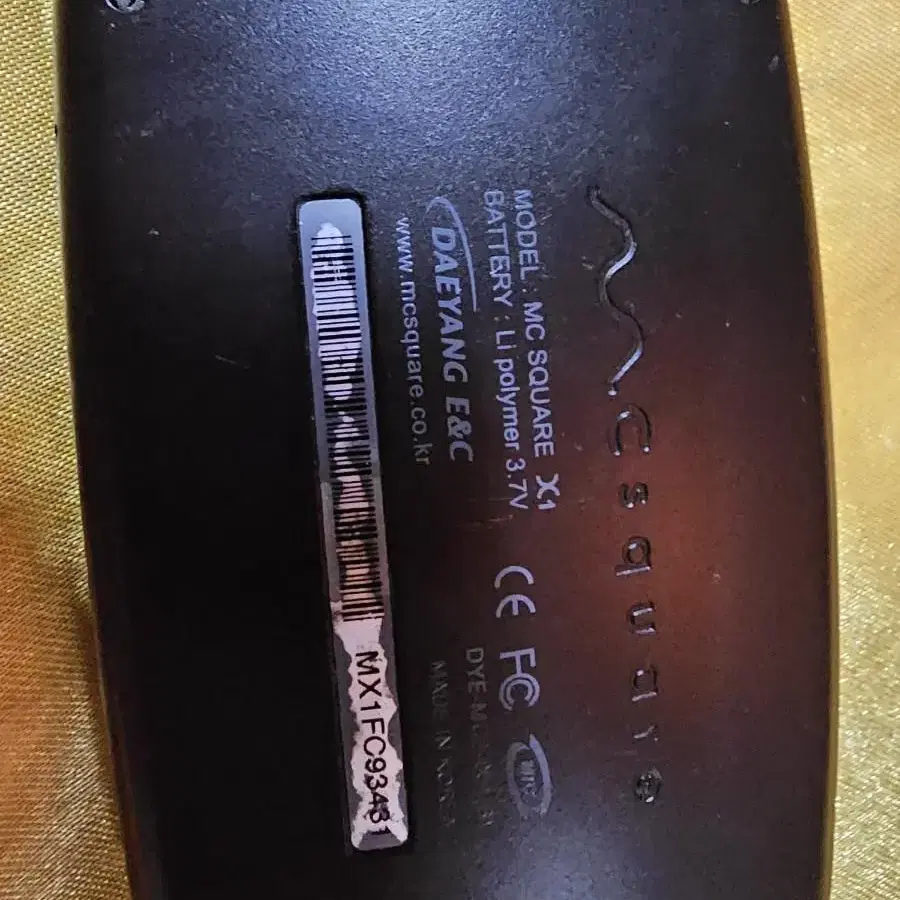 MCsquare®
MODEL : MC SQUARE X1
BATTERY : Li polymer 3.7V
CE FC MIC
DAEYANG E&C
www.mcsquare.co.kr
MADE IN KOREA